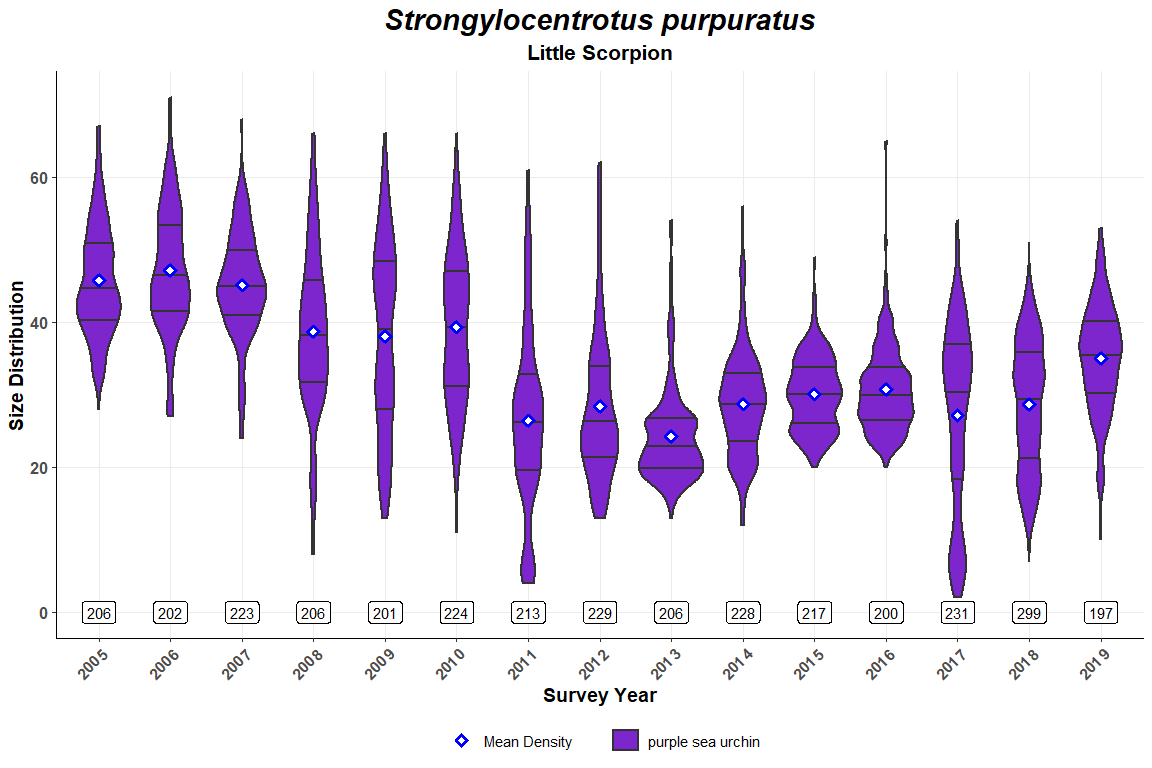 Strongylocentrotus purpuratus
Little Scorpion
Size Distribution
60
40
20
0
206 202 223 206 201 224 213 229 206 228 217 200 231 299 197
2005 2006 2007 2008 2009 2010 2011 2012 2013 2014 2015 2016 2017 2018 2019
Survey Year
Mean Density purple sea urchin